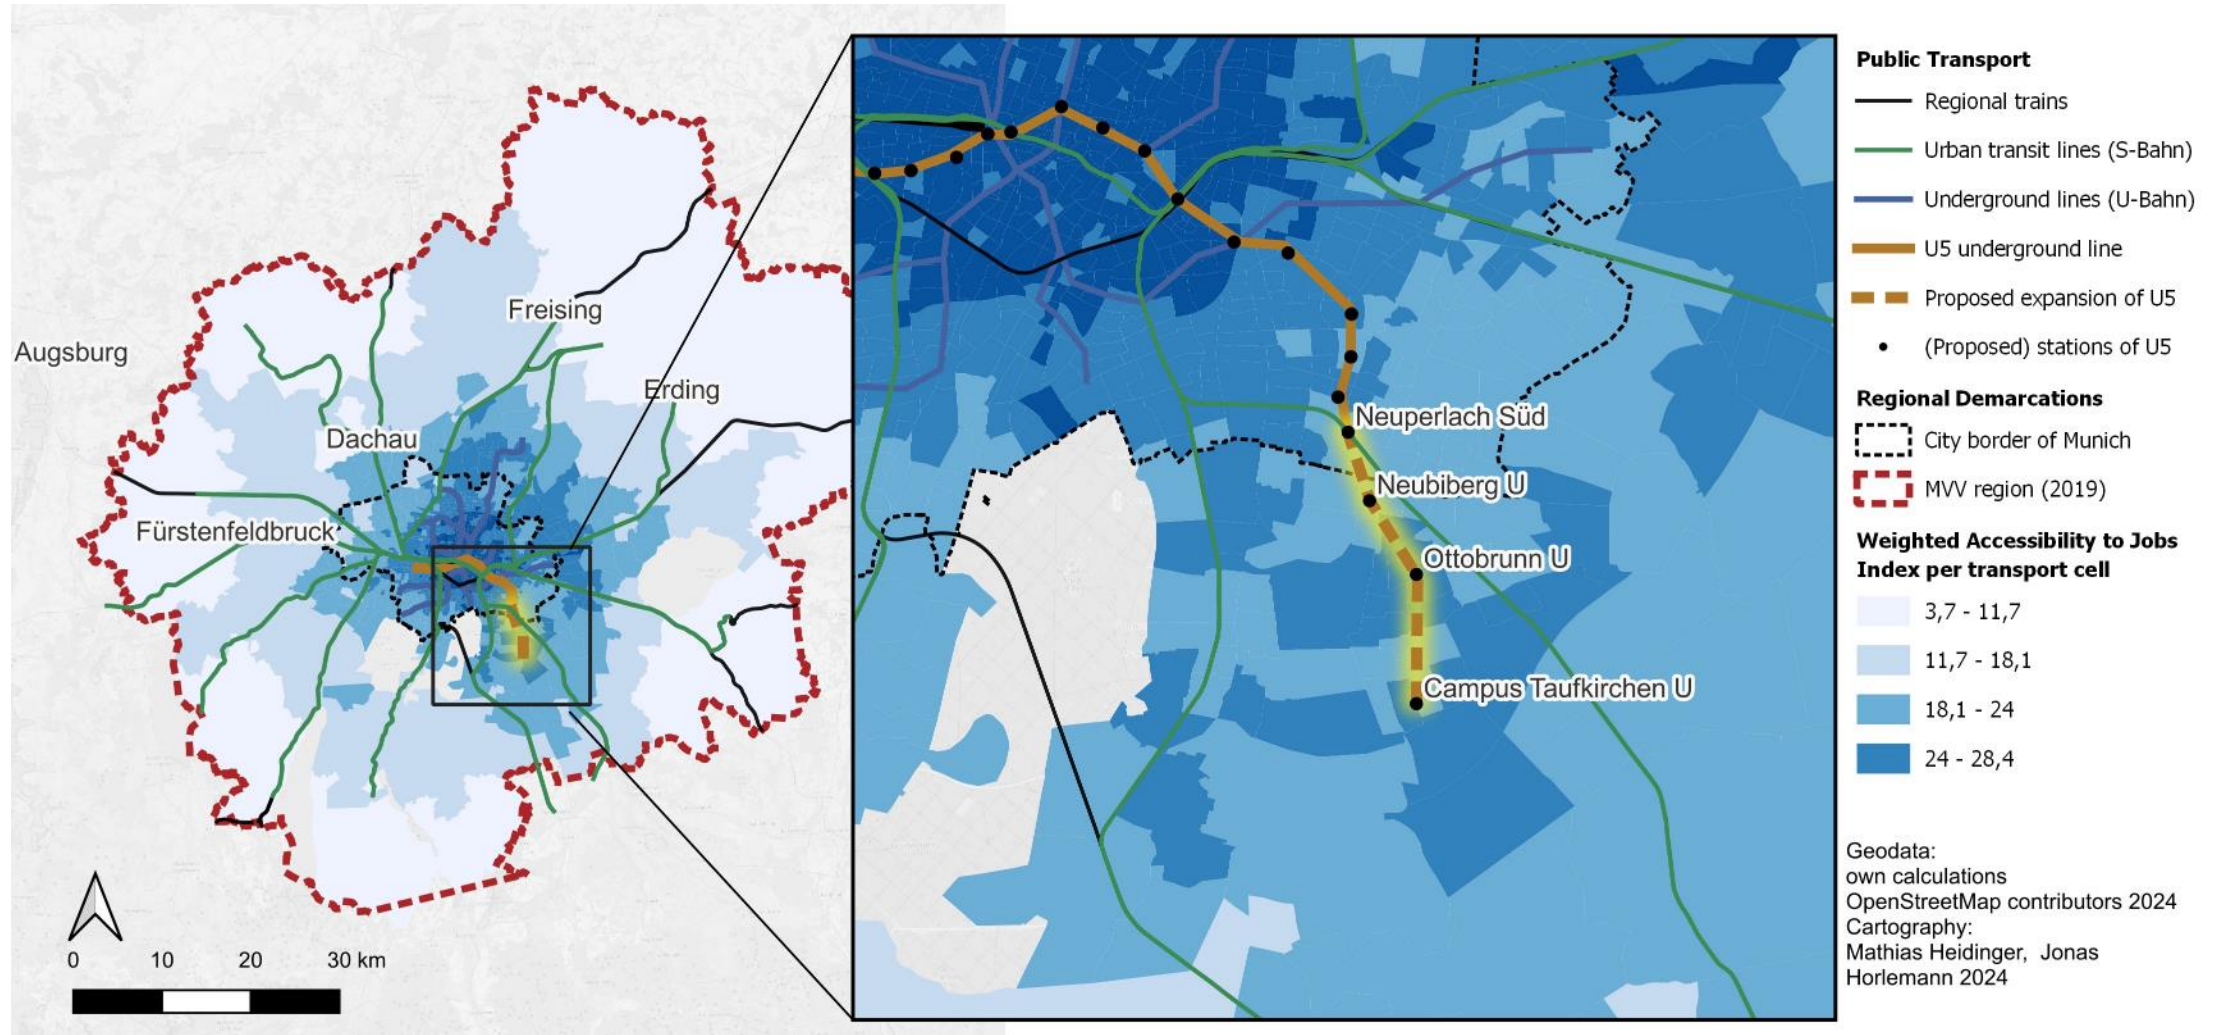 Freising
Augsburg
Erding
Dachau
Fürstenfeldbruck
0 10 20 30 km
Neuperlach Süd
Neubiberg U
Ottobrunn U
Campus Taufkirchen U
Public Transport
Regional trains
Urban transit lines (S-Bahn)
Underground lines (U-Bahn)
U5 underground line
Proposed expansion of U5
(Proposed) stations of U5
Regional Demarcations
City border of Munich
MVV region (2019)
Weighted Accessibility to Jobs
Index per transport cell
3,7 - 11,7
11,7 - 18,1
18,1 - 24
24 - 28,4
Geodata:
own calculations
OpenStreetMap contributors 2024
Cartography:
Mathias Heidinger, Jonas
Horlemann 2024